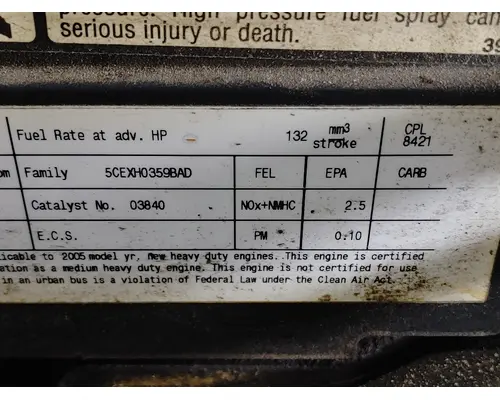 pressure. High pressure fuel spray can
serious injury or death.
39
Fuel Rate at adv. HP 132 mm3 stroke CPL 8421
om Family 5CEXH0359BAD FEL EPA CARB
Catalyst No. 03840 NOx+NMHC 2.5
E.C.S. PM 0.10
icable to 2005 model yr, New heavy duty engines. This engine is certified
ation as a medium heavy duty engine. This engine is not certified for use
in an urban bus is a violation of Federal Law under the Clean Air Act.